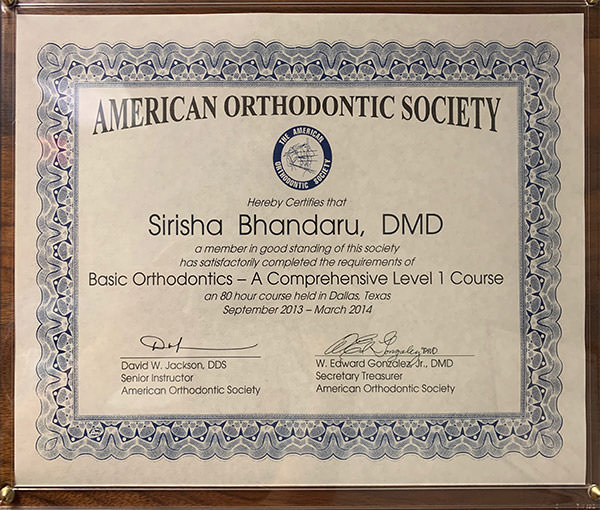 AMERICAN ORTHODONTIC SOCIETY
THE AMERICAN
ORTHODONTIC SOCIETY
Hereby Certifies that
Sirisha Bhandaru, DMD
a member in good standing of this society
has satisfactorily completed the requirements of
Basic Orthodontics – A Comprehensive Level 1 Course
an 80 hour course held in Dallas, Texas
September 2013 – March 2014
David W. Jackson, DDS
Senior Instructor
American Orthodontic Society
W. Edward Gonzalez, Jr., DMD
Secretary Treasurer
American Orthodontic Society